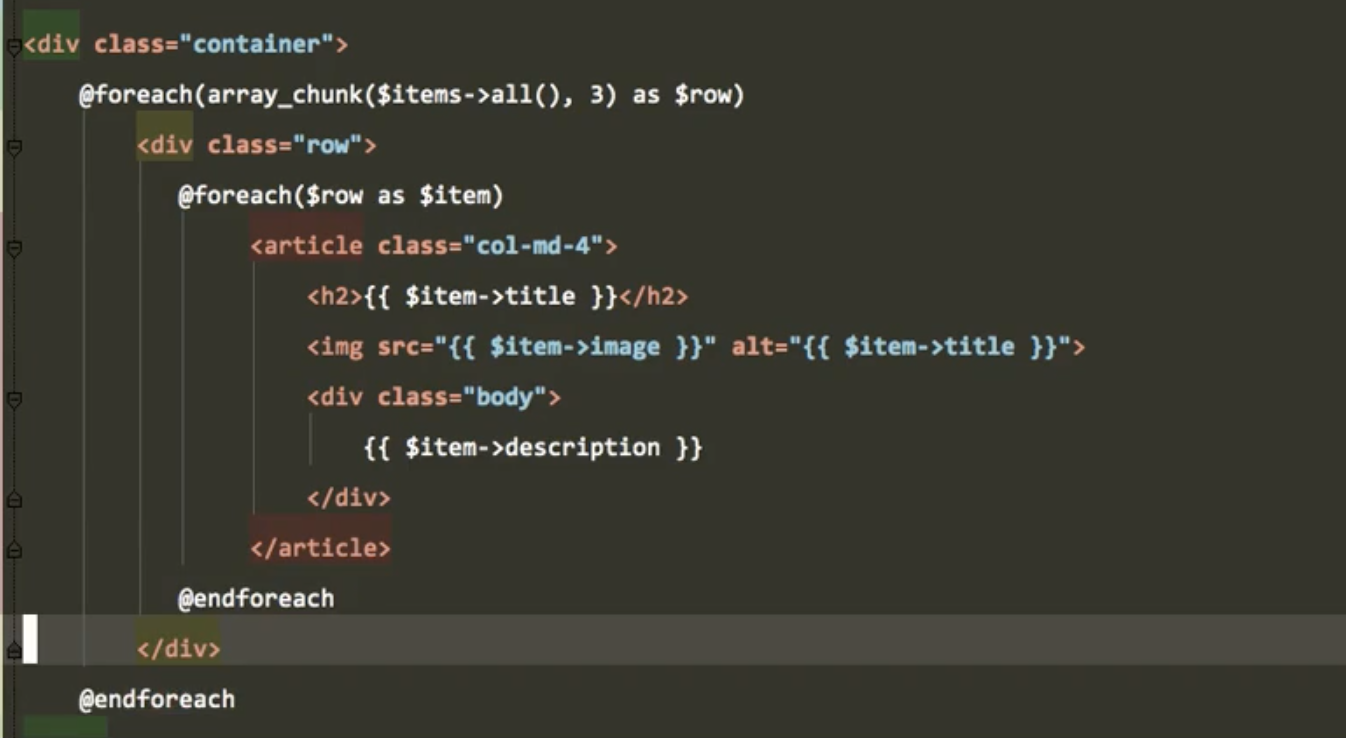 <div class="container">
@foreach(array_chunk($items->all(), 3) as $row)
<div class="row">
@foreach($row as $item)
<article class="col-md-4">
<h2>{{ $item->title }}</h2>
<img src="{{ $item->image }}" alt="{{ $item->title }}">
<div class="body">
{{ $item->description }}
</div>
</article>
@endforeach
</div>
@endforeach